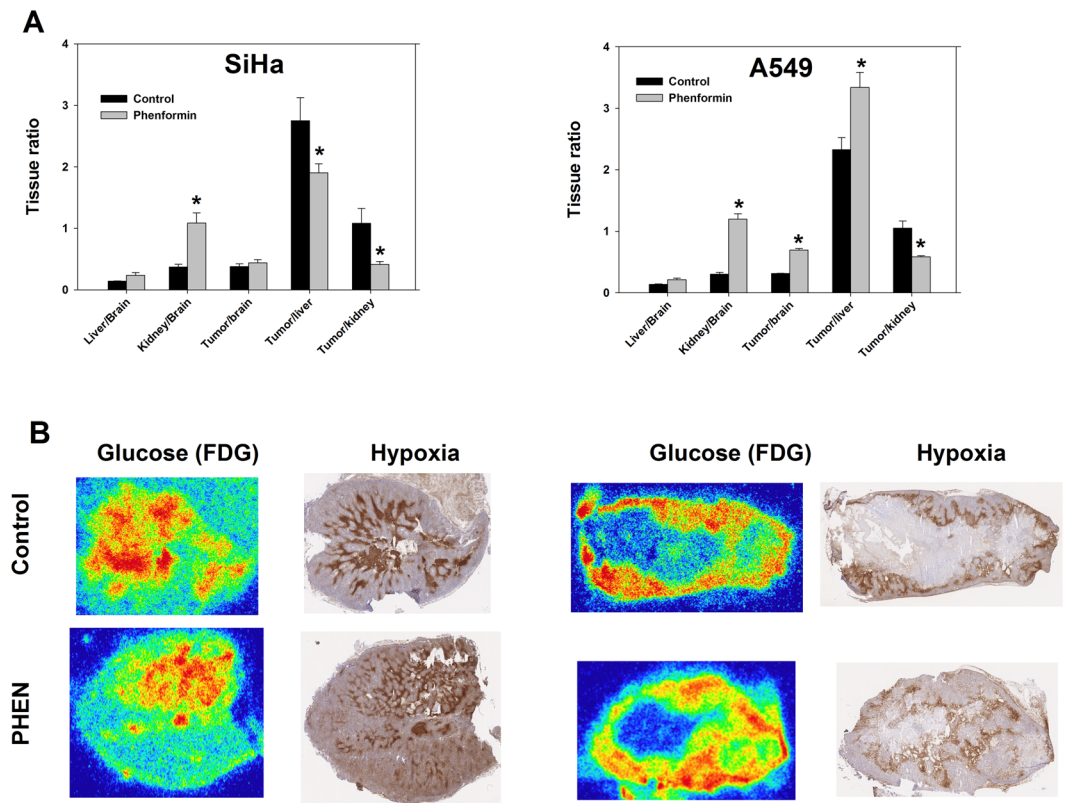 A
SiHa
Control
Phenformin
Tissue ratio
4
3
2
1
0
*
*
*
Liver/Brain
Kidney/Brain
Tumor/brain
Tumor/liver
Tumor/kidney
A549
Control
Phenformin
Tissue ratio
4
3
2
1
0
*
*
*
*
Liver/Brain
Kidney/Brain
Tumor/brain
Tumor/liver
Tumor/kidney
B
Glucose (FDG) Hypoxia Glucose (FDG) Hypoxia
Control
PHEN